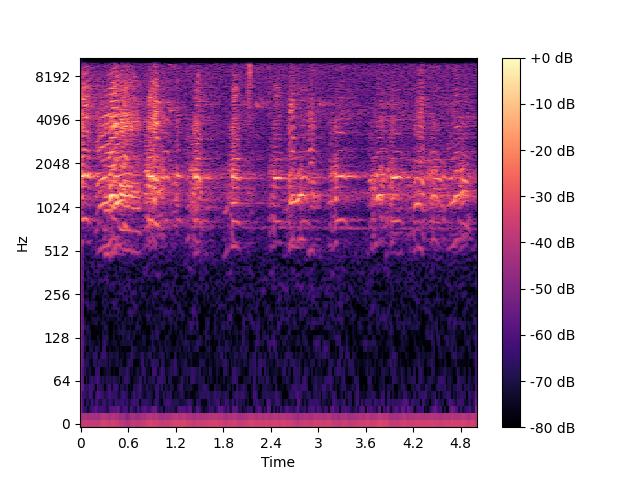 8192
4096
2048
1024
512
256
128
64
0
Hz
0 0.6 1.2 1.8 2.4 3 3.6 4.2 4.8
Time
+0 dB
-10 dB
-20 dB
-30 dB
-40 dB
-50 dB
-60 dB
-70 dB
-80 dB